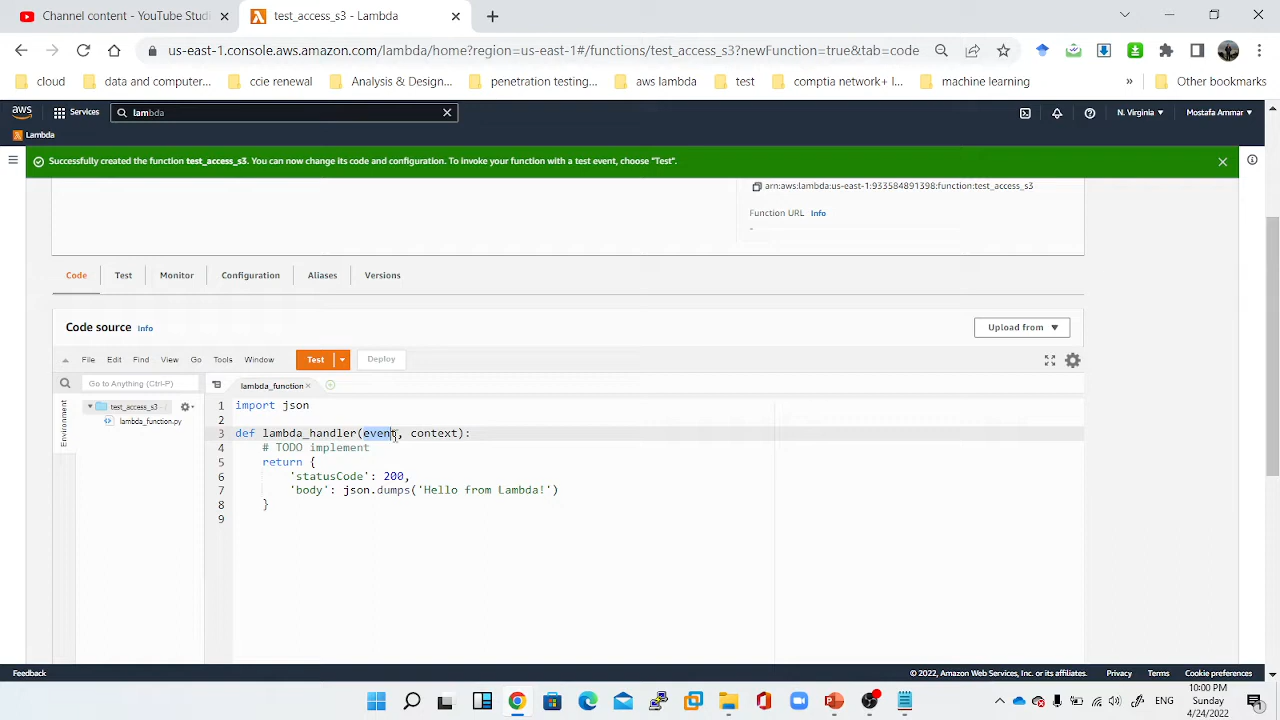 Channel content - YouTube Studi
test_access_s3 - Lambda
us-east-1.console.aws.amazon.com/lambda/home?region=us-east-1#/functions/test_access_s3?newFunction=true&tab=code
cloud
data and computer...
ccie renewal
Analysis & Design...
penetration testing...
aws lambda
test
comptia network+ l...
machine learning
»
Other bookmarks
aws
Services
lambda
N. Virginia
Mostafa Ammar
Lambda
Successfully created the function test_access_s3. You can now change its code and configuration. To invoke your function with a test event, choose "Test".
arn:aws:lambda:us-east-1:933584891398:function:test_access_s3
Function URL Info
-
Code
Test
Monitor
Configuration
Aliases
Versions
Code source Info
Upload from
File Edit Find View Go Tools Window
Test
Deploy
Go to Anything (Ctrl-P)
lambda_function
Environment
test_access_s3 -
lambda_function.py
1 import json
2
3 def lambda_handler(event, context):
4 # TODO implement
5 return {
6 'statusCode': 200,
7 'body': json.dumps('Hello from Lambda!')
8 }
9
Feedback
© 2022, Amazon Web Services, Inc. or its affiliates.
Privacy
Terms
Cookie preferences
ENG
10:00 PM
Sunday
4/24/2022